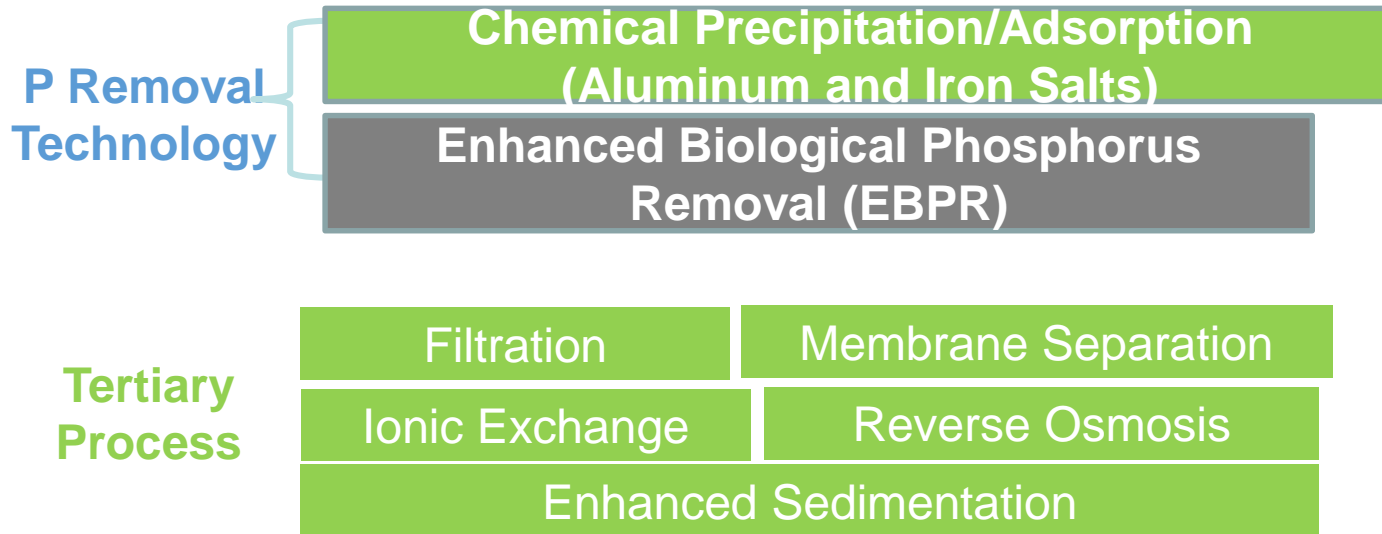 P Removal
Technology
Chemical Precipitation/Adsorption
(Aluminum and Iron Salts)
Enhanced Biological Phosphorus
Removal (EBPR)
Tertiary
Process
Filtration
Membrane Separation
Ionic Exchange
Reverse Osmosis
Enhanced Sedimentation